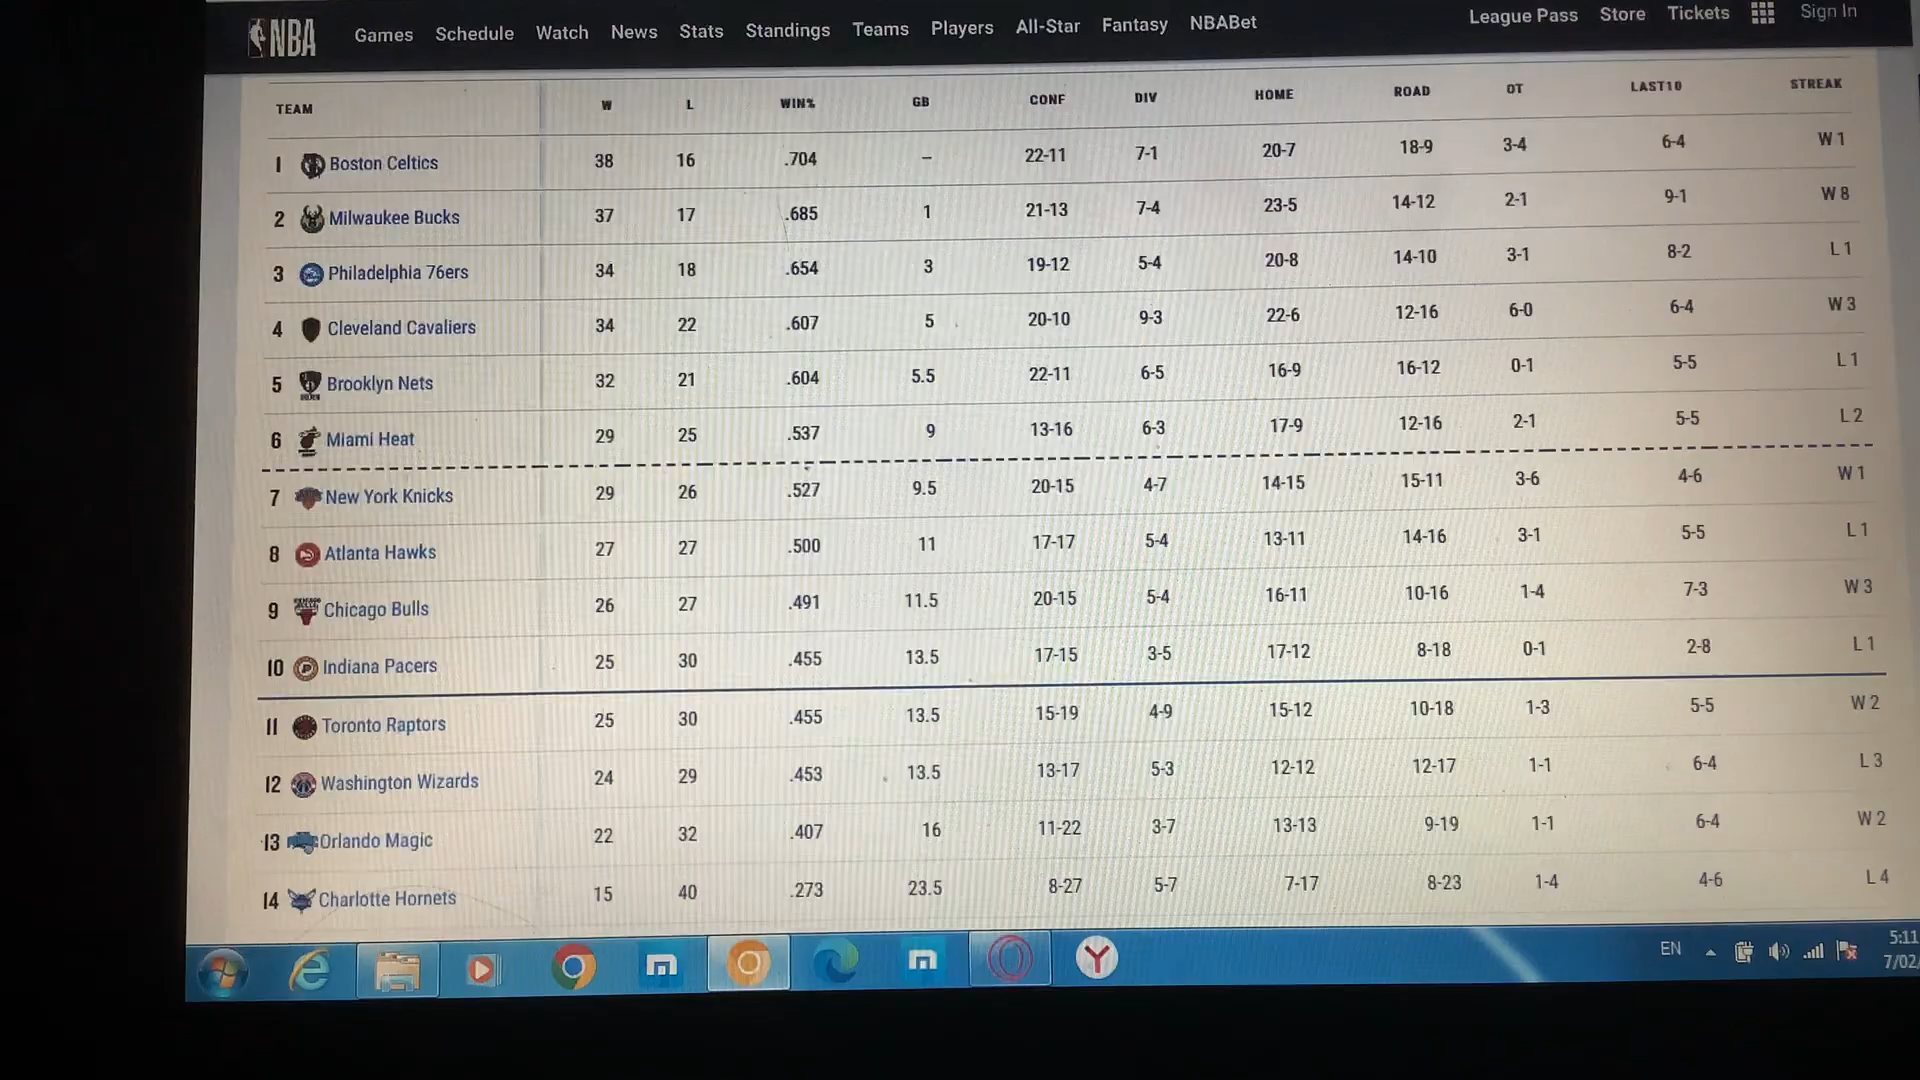 NBA Games Schedule Watch News Stats Standings Teams Players All-Star Fantasy NBABet League Pass Store Tickets Sign In
TEAM W L WIN% GB CONF DIV HOME ROAD OT LAST10 STREAK
1 Boston Celtics 38 16 .704 – 22-11 7-1 20-7 18-9 3-4 6-4 W 1
2 Milwaukee Bucks 37 17 .685 1 21-13 7-4 23-5 14-12 2-1 9-1 W 8
3 Philadelphia 76ers 34 18 .654 3 19-12 5-4 20-8 14-10 3-1 8-2 L 1
4 Cleveland Cavaliers 34 22 .607 5 20-10 9-3 22-6 12-16 6-0 6-4 W 3
5 Brooklyn Nets 32 21 .604 5.5 22-11 6-5 16-9 16-12 0-1 5-5 L 1
6 Miami Heat 29 25 .537 9 13-16 6-3 17-9 12-16 2-1 5-5 L 2
7 New York Knicks 29 26 .527 9.5 20-15 4-7 14-15 15-11 3-6 4-6 W 1
8 Atlanta Hawks 27 27 .500 11 17-17 5-4 13-11 14-16 3-1 5-5 L 1
9 Chicago Bulls 26 27 .491 11.5 20-15 5-4 16-11 10-16 1-4 7-3 W 3
10 Indiana Pacers 25 30 .455 13.5 17-15 3-5 17-12 8-18 0-1 2-8 L 1
11 Toronto Raptors 25 30 .455 13.5 15-19 4-9 15-12 10-18 1-3 5-5 W 2
12 Washington Wizards 24 29 .453 13.5 13-17 5-3 12-12 12-17 1-1 6-4 L 3
13 Orlando Magic 22 32 .407 16 11-22 3-7 13-13 9-19 1-1 6-4 W 2
14 Charlotte Hornets 15 40 .273 23.5 8-27 5-7 7-17 8-23 1-4 4-6 L 4
EN 5:11
7/02/